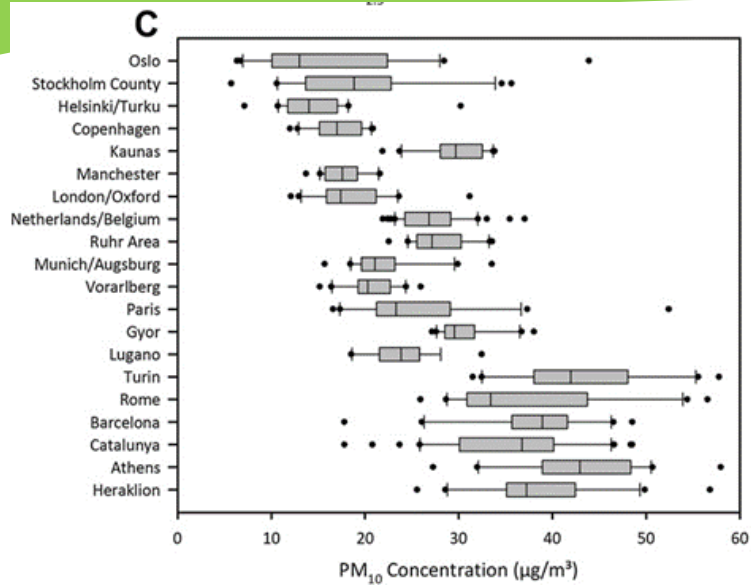 C
Oslo
Stockholm County
Helsinki/Turku
Copenhagen
Kaunas
Manchester
London/Oxford
Netherlands/Belgium
Ruhr Area
Munich/Augsburg
Vorarlberg
Paris
Gyor
Lugano
Turin
Rome
Barcelona
Catalunya
Athens
Heraklion
0 10 20 30 40 50 60
PM₁₀ Concentration (µg/m³)